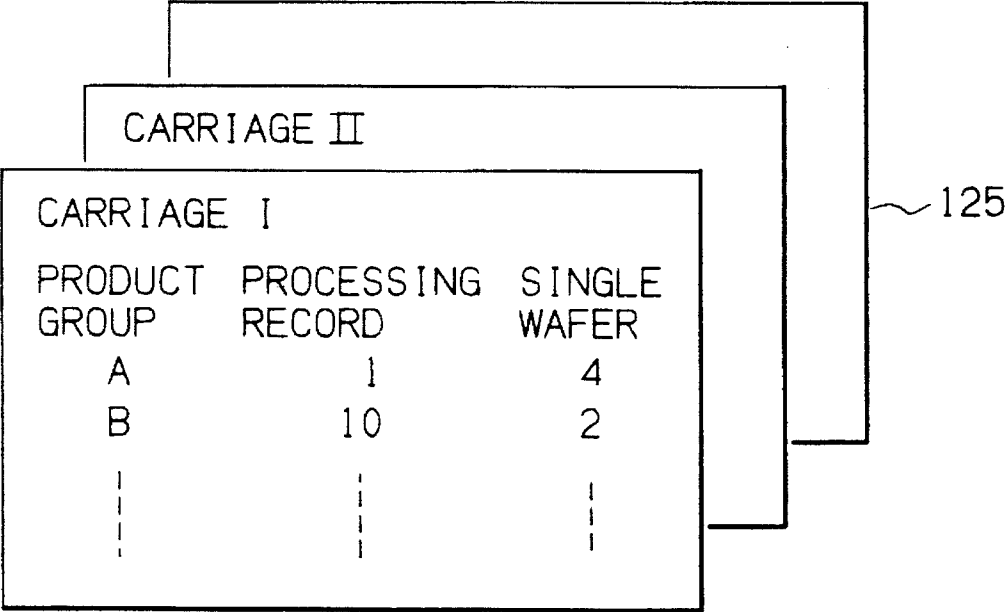 CARRIAGE II
CARRIAGE I
125
PRODUCT GROUP PROCESSING RECORD SINGLE WAFER
A 1 4
B 10 2